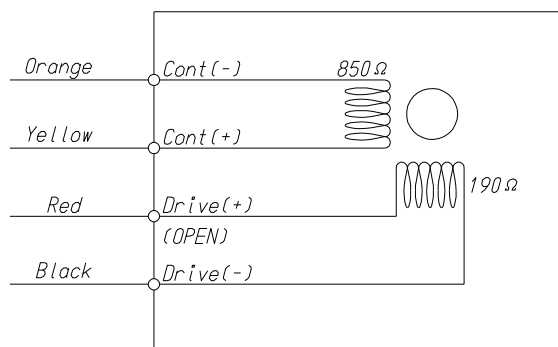 Orange Cont(-) 850Ω
Yellow Cont(+)
Red Drive(+) 190Ω
(OPEN)
Black Drive(-)